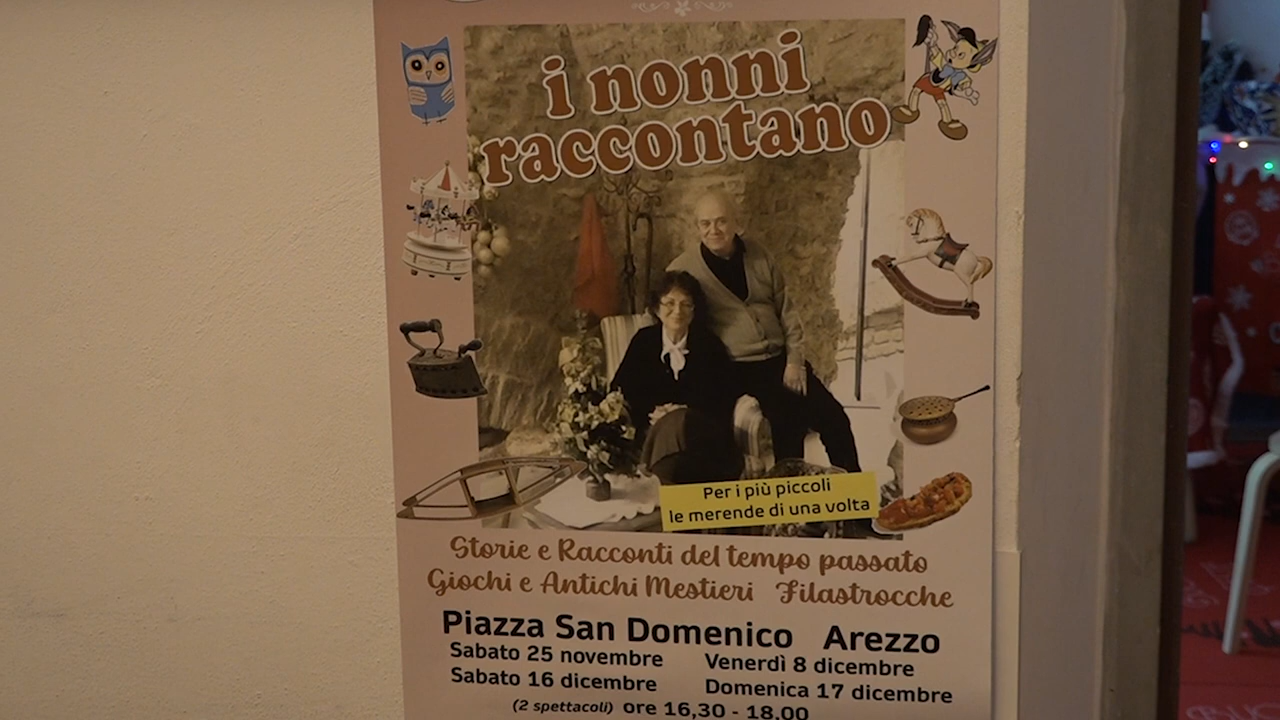 i nonni
raccontano
Per i più piccoli
le merende di una volta
Storie e Racconti del tempo passato
Giochi e Antichi Mestieri Filastrocche
Piazza San Domenico Arezzo
Sabato 25 novembre Venerdì 8 dicembre
Sabato 16 dicembre Domenica 17 dicembre
(2 spettacoli) ore 16,30 - 18,00